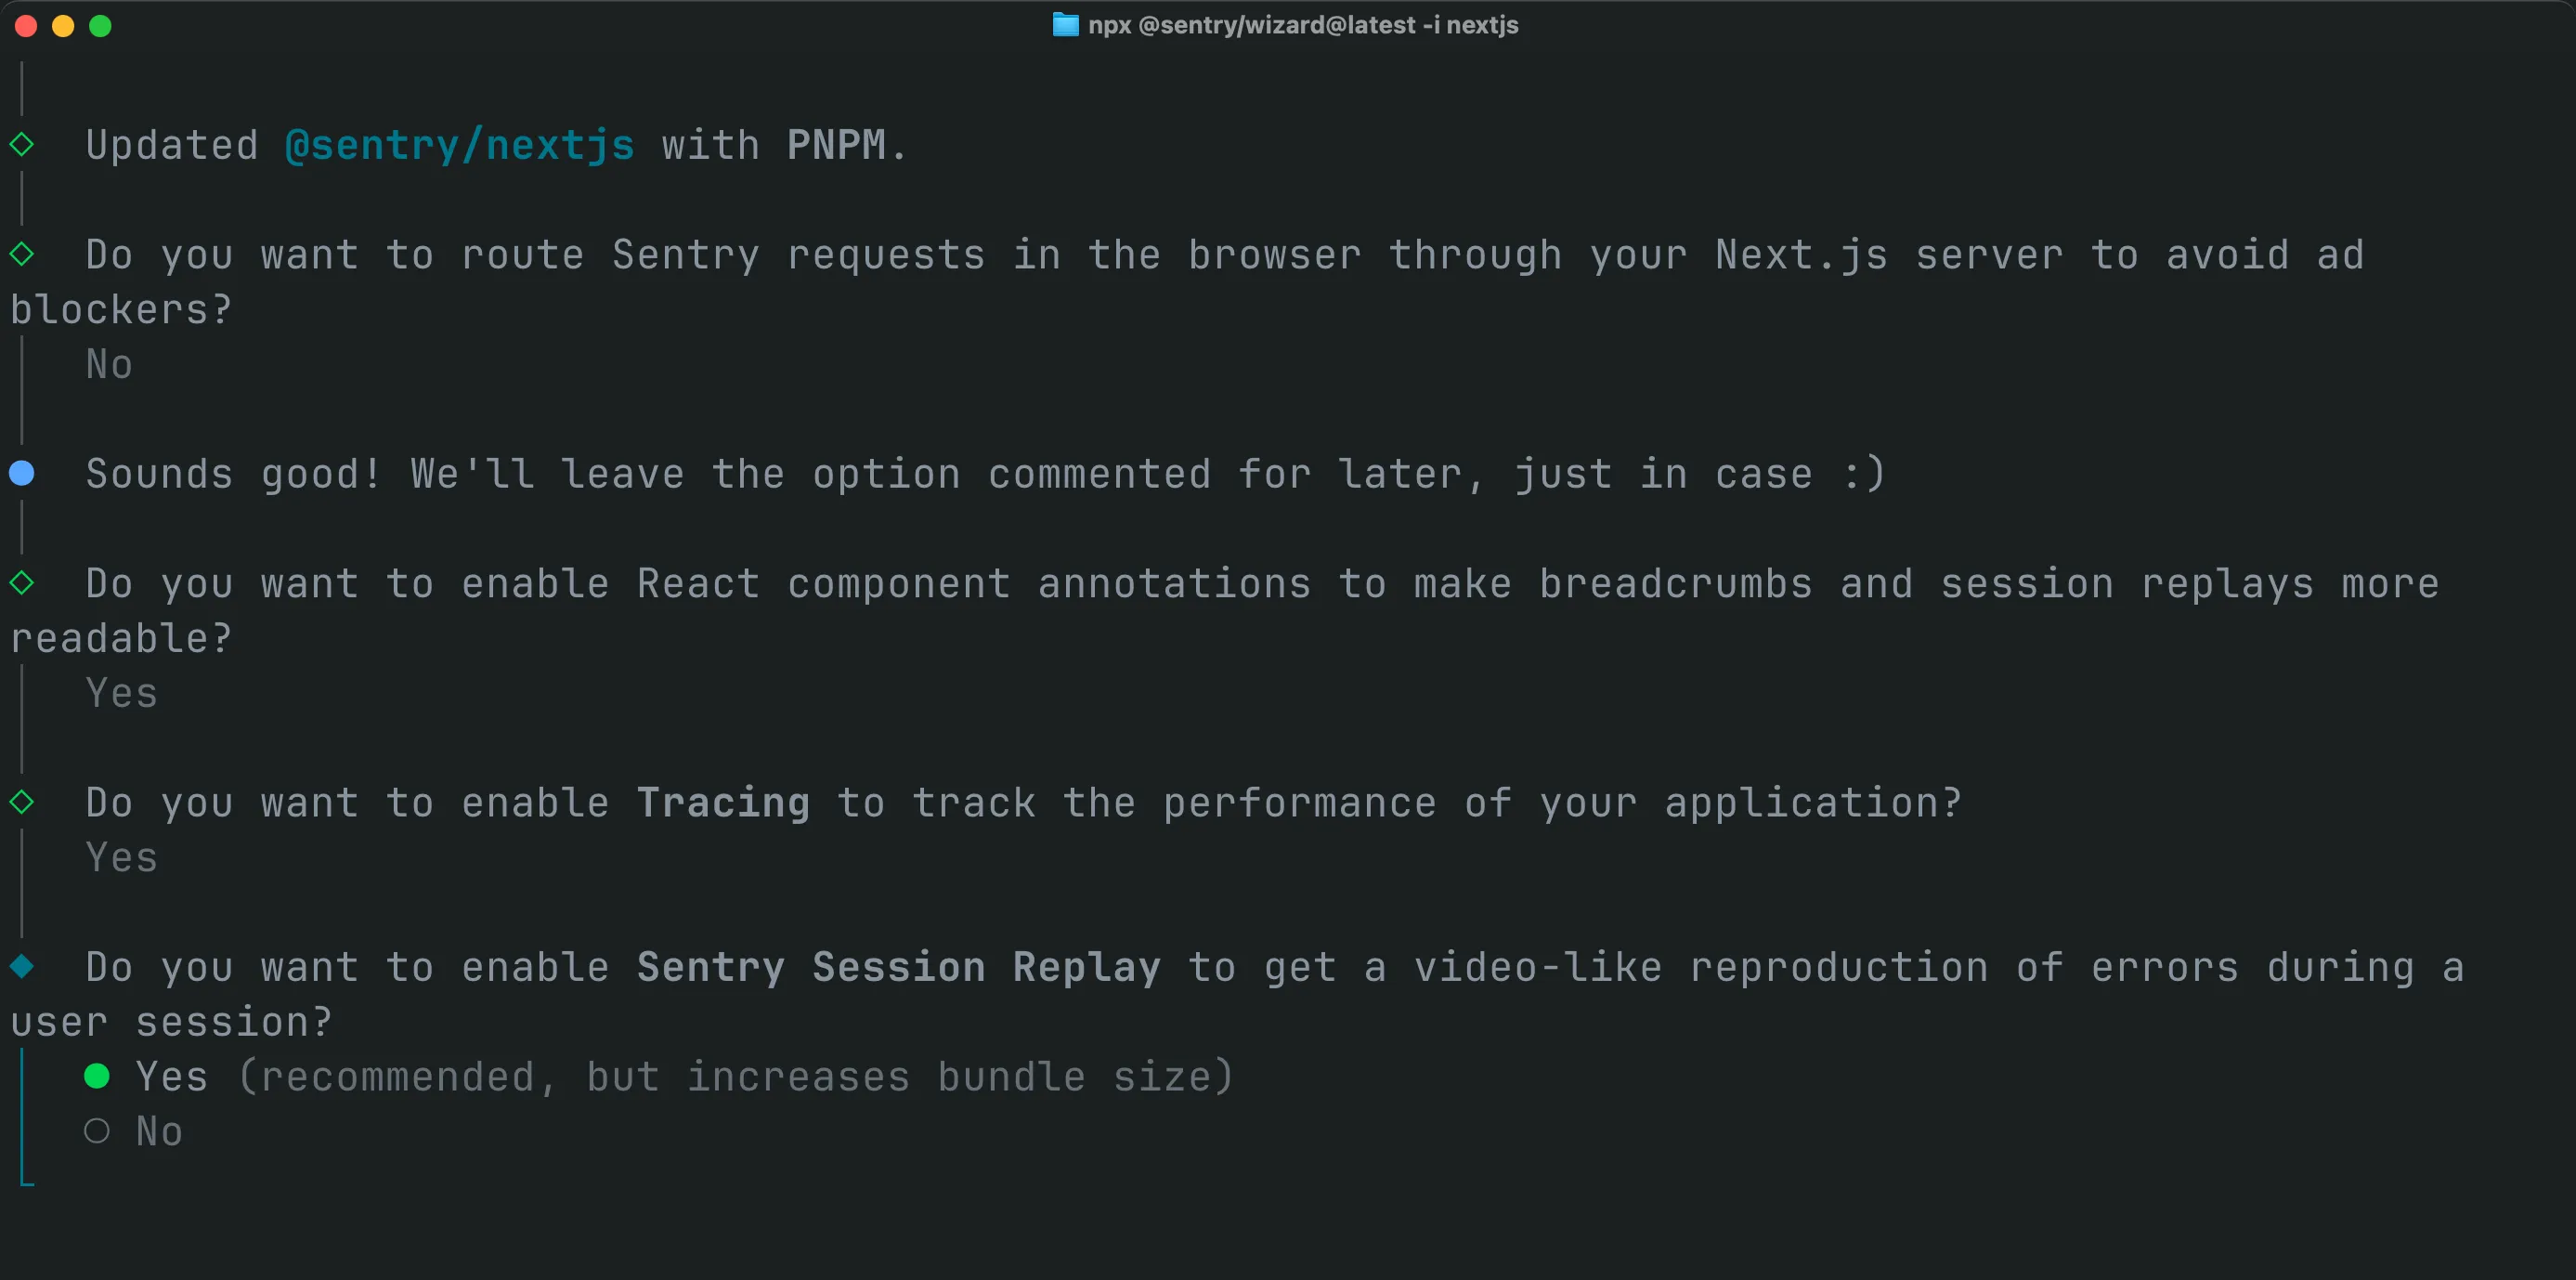 npx @sentry/wizard@latest -i nextjs
Updated @sentry/nextjs with PNPM.
Do you want to route Sentry requests in the browser through your Next.js server to avoid ad
blockers?
No
Sounds good! We'll leave the option commented for later, just in case :)
Do you want to enable React component annotations to make breadcrumbs and session replays more
readable?
Yes
Do you want to enable Tracing to track the performance of your application?
Yes
Do you want to enable Sentry Session Replay to get a video-like reproduction of errors during a
user session?
Yes (recommended, but increases bundle size)
No